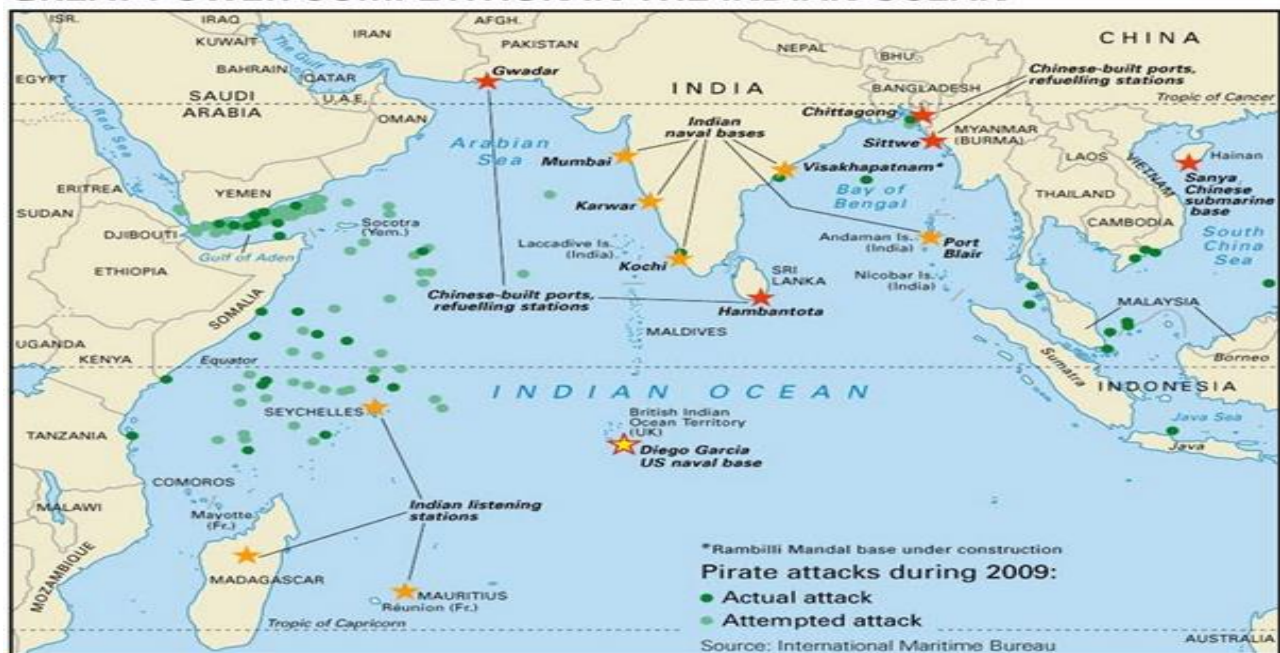 GREAT POWER COMPETITION IN THE INDIAN OCEAN
ISR.
IRAQ
IRAN
AFGH.
KUWAIT
PAKISTAN
NEPAL
BHU.
CHINA
EGYPT
BAHRAIN
The Gulf
QATAR
U.A.E.
SAUDI
ARABIA
OMAN
Gwadar
INDIA
BANGLADESH
Chinese-built ports,
refuelling stations
Tropic of Cancer
Red Sea
Arabian
Sea
Indian
naval bases
Chittagong
Sittwe
MYANMAR
(BURMA)
LAOS
VIETNAM
Hainan
Mumbai
Visakhapatnam*
Sanya
Chinese
submarine
base
ERITREA
YEMEN
Bay of
Bengal
THAILAND
SUDAN
Karwar
DJIBOUTI
Socotra
(Yem.)
Gulf of Aden
Laccadive Is.
(India)
Kochi
Andaman Is.
(India)
Port
Blair
CAMBODIA
South
China
Sea
ETHIOPIA
SRI
LANKA
Nicobar Is.
(India)
SOMALIA
Chinese-built ports,
refuelling stations
Hambantota
MALAYSIA
UGANDA
KENYA
MALDIVES
Equator
Sumatra
Borneo
INDIAN OCEAN
INDONESIA
SEYCHELLES
British Indian
Ocean Territory
(UK)
Java Sea
TANZANIA
Diego Garcia
US naval base
Java
COMOROS
MALAWI
Mayotte
(Fr.)
Indian listening
stations
MOZAMBIQUE
MADAGASCAR
MAURITIUS
Réunion (Fr.)
Tropic of Capricorn
*Rambilli Mandal base under construction
Pirate attacks during 2009:
Actual attack
Attempted attack
Source: International Maritime Bureau
AUSTRALIA